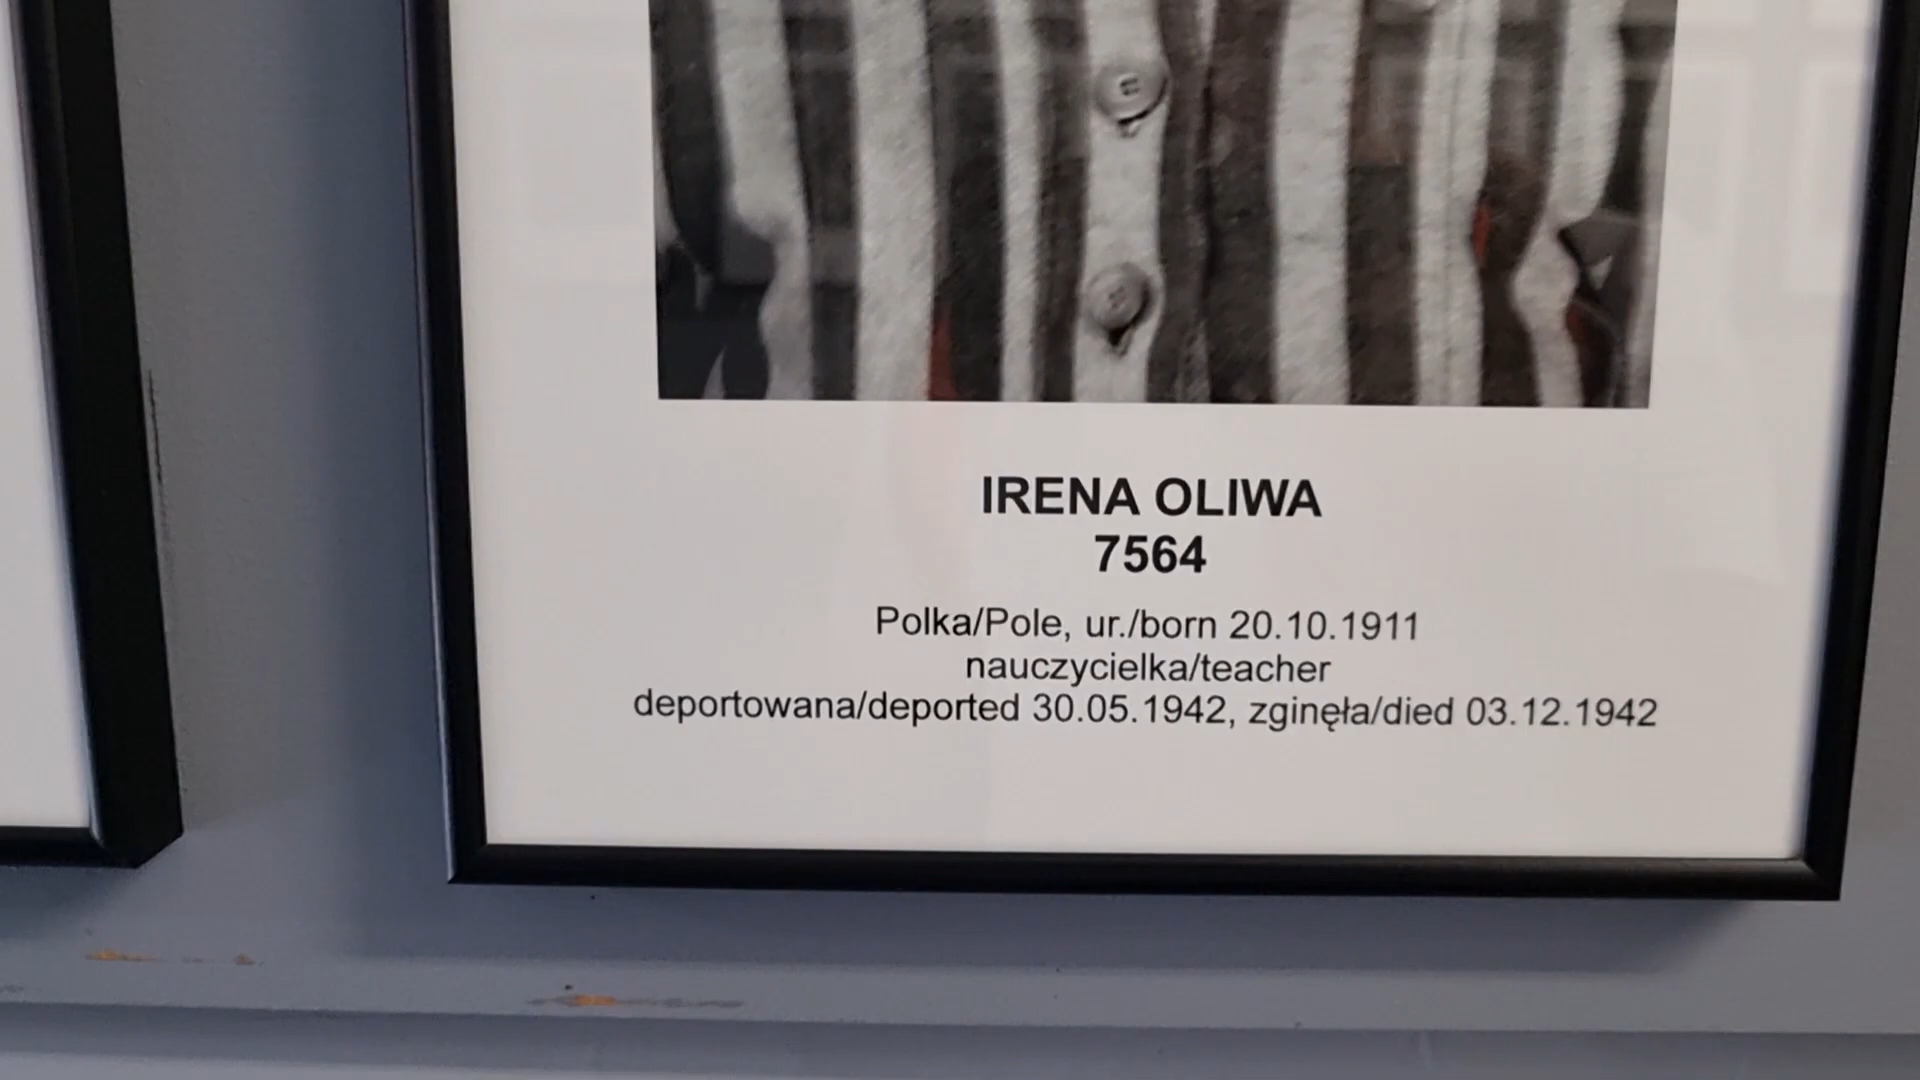 IRENA OLIWA
7564
Polka/Pole, ur./born 20.10.1911
nauczycielka/teacher
deportowana/deported 30.05.1942, zginęła/died 03.12.1942